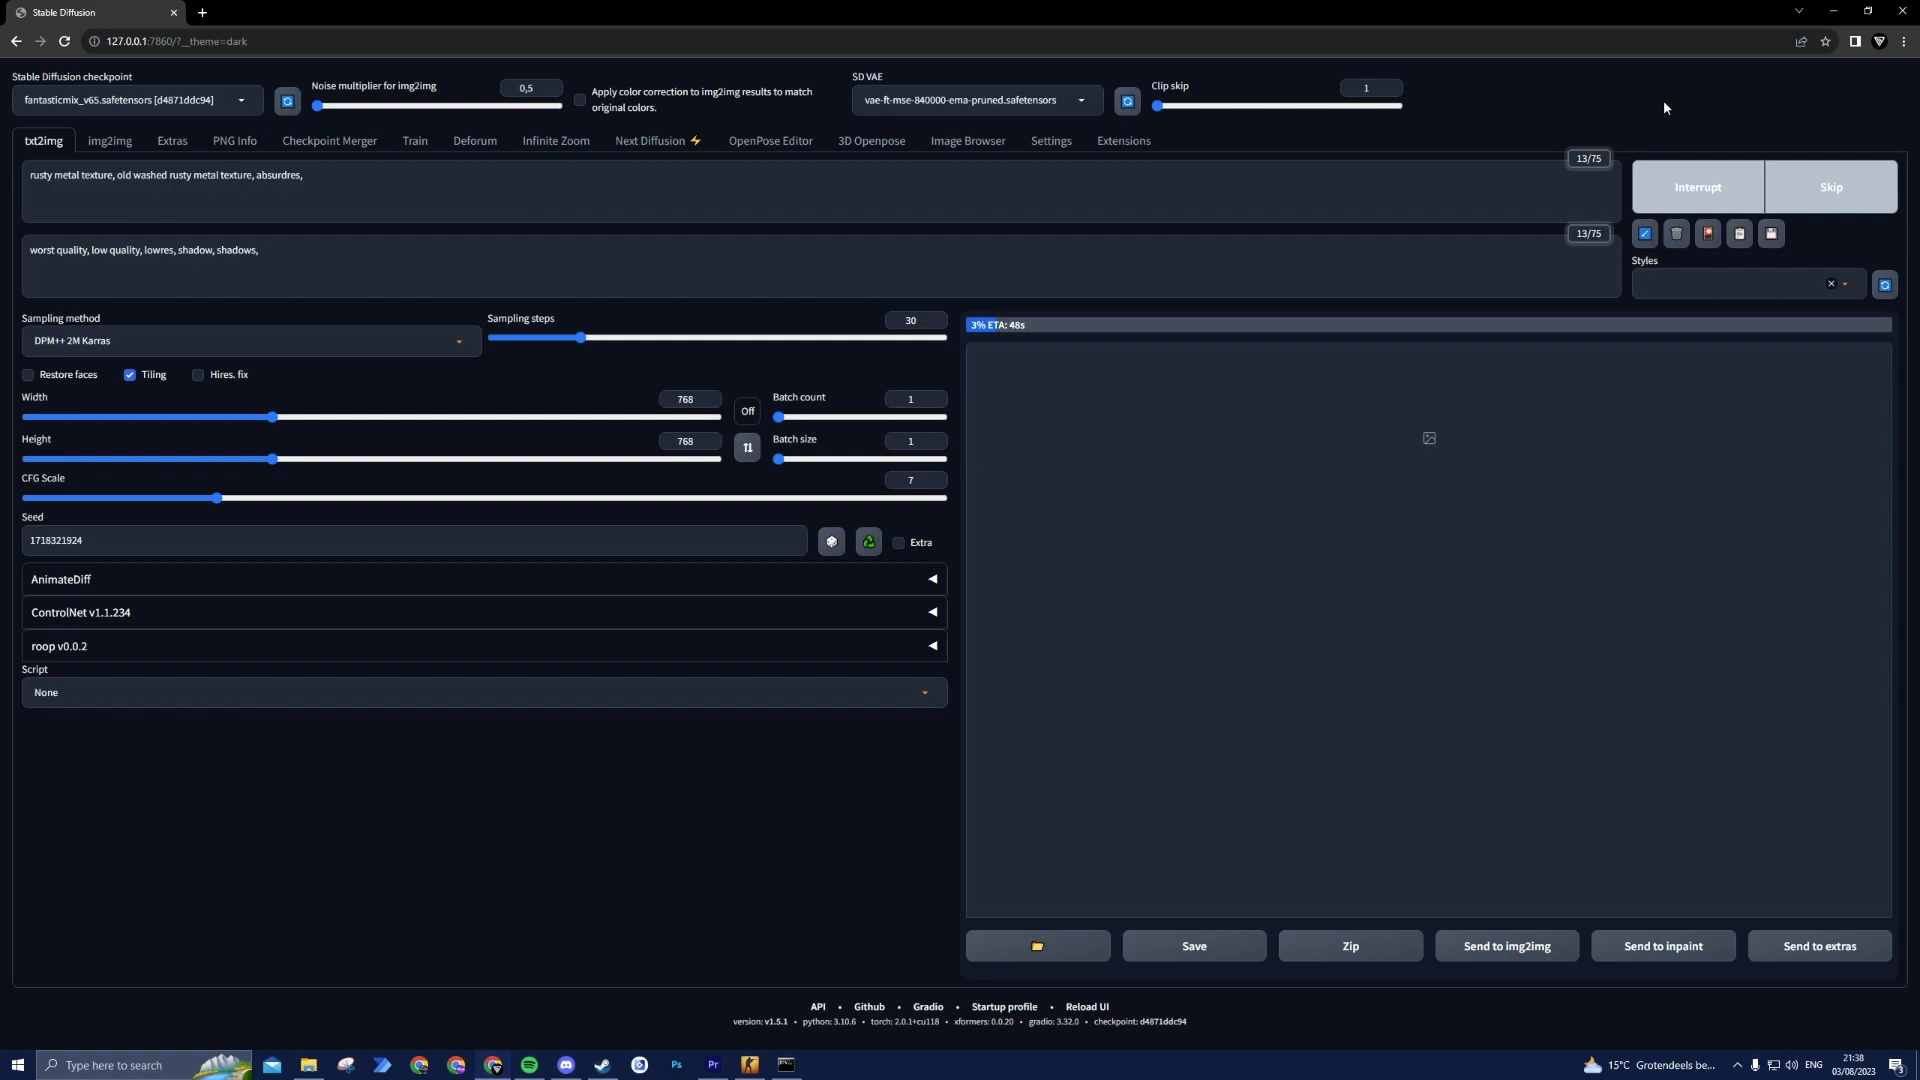 Stable Diffusion
127.0.0.1:7860/?__theme=dark
Stable Diffusion checkpoint
fantasticmix_v65.safetensors [d4871ddc94]
Noise multiplier for img2img
0,5
Apply color correction to img2img results to match
original colors.
SD VAE
vae-ft-mse-840000-ema-pruned.safetensors
Clip skip
1
txt2img
img2img
Extras
PNG Info
Checkpoint Merger
Train
Deforum
Infinite Zoom
Next Diffusion ⚡
OpenPose Editor
3D Openpose
Image Browser
Settings
Extensions
13/75
rusty metal texture, old washed rusty metal texture, absurdres,
Interrupt
Skip
13/75
worst quality, low quality, lowres, shadow, shadows,
Styles
Sampling method
DPM++ 2M Karras
Sampling steps
30
3% ETA: 48s
Restore faces
Tiling
Hires. fix
Width
768
Off
Batch count
1
Height
768
Batch size
1
CFG Scale
7
Seed
1718321924
Extra
AnimateDiff
ControlNet v1.1.234
roop v0.0.2
Script
None
Save
Zip
Send to img2img
Send to inpaint
Send to extras
API • Github • Gradio • Startup profile • Reload UI
version: v1.5.1 • python: 3.10.6 • torch: 2.0.1+cu118 • xformers: 0.0.20 • gradio: 3.32.0 • checkpoint: d4871ddc94
Type here to search
Ps
Pr
15°C Grotendeels be...
ENG
21:38
03/08/2023
3